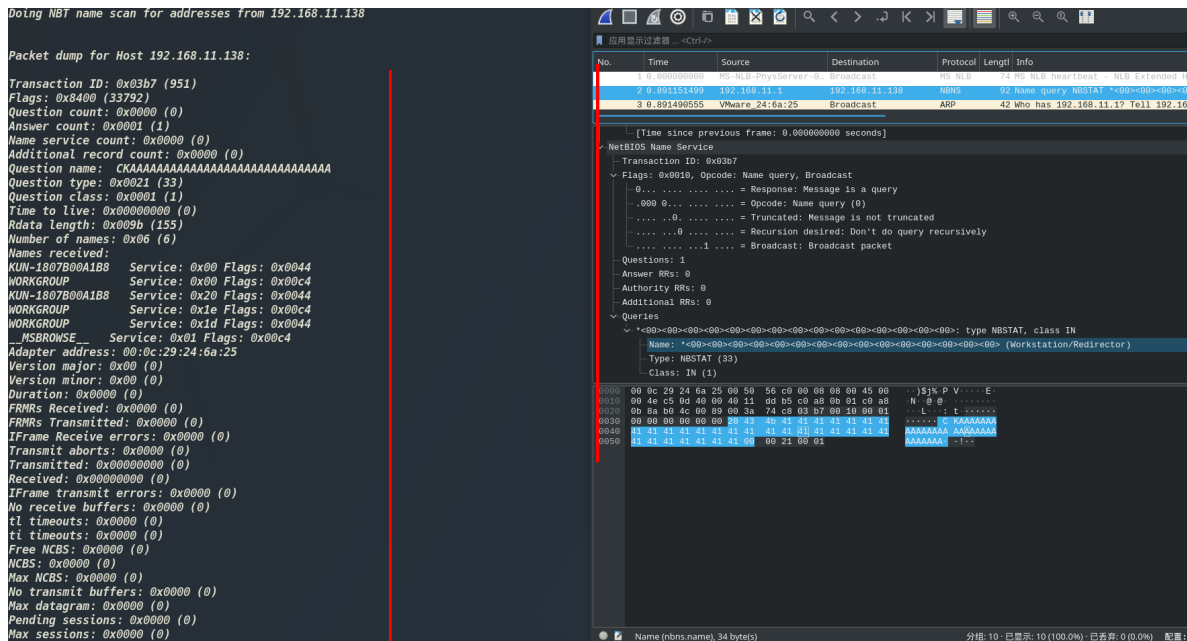 Doing NBT name scan for addresses from 192.168.11.138
Packet dump for Host 192.168.11.138:
Transaction ID: 0x03b7 (951)
Flags: 0x8400 (33792)
Question count: 0x0000 (0)
Answer count: 0x0001 (1)
Name service count: 0x0000 (0)
Additional record count: 0x0000 (0)
Question name: CKAAAAAAAAAAAAAAAAAAAAAAAAAAAAAA
Question type: 0x0021 (33)
Question class: 0x0001 (1)
Time to live: 0x00000000 (0)
Rdata length: 0x009b (155)
Number of names: 0x06 (6)
Names received:
KUN-1807B00A1B8 Service: 0x00 Flags: 0x0044
WORKGROUP Service: 0x00 Flags: 0x00c4
KUN-1807B00A1B8 Service: 0x20 Flags: 0x0044
WORKGROUP Service: 0x1e Flags: 0x00c4
WORKGROUP Service: 0x1d Flags: 0x0044
__MSBROWSE__ Service: 0x01 Flags: 0x00c4
Adapter address: 00:0c:29:24:6a:25
Version major: 0x00 (0)
Version minor: 0x00 (0)
Duration: 0x0000 (0)
FRMRs Received: 0x0000 (0)
FRMRs Transmitted: 0x0000 (0)
IFrame Receive errors: 0x0000 (0)
Transmit aborts: 0x0000 (0)
Transmitted: 0x00000000 (0)
Received: 0x00000000 (0)
IFrame transmit errors: 0x0000 (0)
No receive buffers: 0x0000 (0)
tl timeouts: 0x0000 (0)
ti timeouts: 0x0000 (0)
Free NCBS: 0x0000 (0)
NCBS: 0x0000 (0)
Max NCBS: 0x0000 (0)
No transmit buffers: 0x0000 (0)
Max datagram: 0x0000 (0)
Pending sessions: 0x0000 (0)
Max sessions: 0x0000 (0)
应用显示过滤器 … <Ctrl-/>
No. Time Source Destination Protocol Lengtl Info
1 0.000000000 MS-NLB-PhysServer-0… Broadcast MS NLB 74 MS NLB heartbeat - NLB Extended H
2 0.891151499 192.168.11.1 192.168.11.138 NBNS 92 Name query NBSTAT *<00><00><00><0
3 0.891490555 VMware_24:6a:25 Broadcast ARP 42 Who has 192.168.11.1? Tell 192.16
[Time since previous frame: 0.000000000 seconds]
NetBIOS Name Service
Transaction ID: 0x03b7
Flags: 0x0010, Opcode: Name query, Broadcast
0... .... .... .... = Response: Message is a query
.000 0... .... .... = Opcode: Name query (0)
.... ..0. .... .... = Truncated: Message is not truncated
.... ...0 .... .... = Recursion desired: Don't do query recursively
.... .... ...1 .... = Broadcast: Broadcast packet
Questions: 1
Answer RRs: 0
Authority RRs: 0
Additional RRs: 0
Queries
*<00><00><00><00><00><00><00><00><00><00><00><00><00><00><00>: type NBSTAT, class IN
Name: *<00><00><00><00><00><00><00><00><00><00><00><00><00><00><00> (Workstation/Redirector)
Type: NBSTAT (33)
Class: IN (1)
0000 00 0c 29 24 6a 25 00 50 56 c0 00 08 08 00 45 00 ··)$j%·P V·····E·
0010 00 4e c5 0d 40 00 40 11 dd b5 c0 a8 0b 01 c0 a8 ·N··@·@· ········
0020 0b 8a b0 4c 00 89 00 3a 74 c8 03 b7 00 10 00 01 ···L···: t·······
0030 00 00 00 00 00 00 20 43 4b 41 41 41 41 41 41 41 ······ C KAAAAAAA
0040 41 41 41 41 41 41 41 41 41 41 41 41 41 41 41 41 AAAAAAAA AAAAAAAA
0050 41 41 41 41 41 41 41 00 00 21 00 01 AAAAAAA· ·!··
Name (nbns.name), 34 byte(s)
分组: 10 · 已显示: 10 (100.0%) · 已丢弃: 0 (0.0%)
配置: